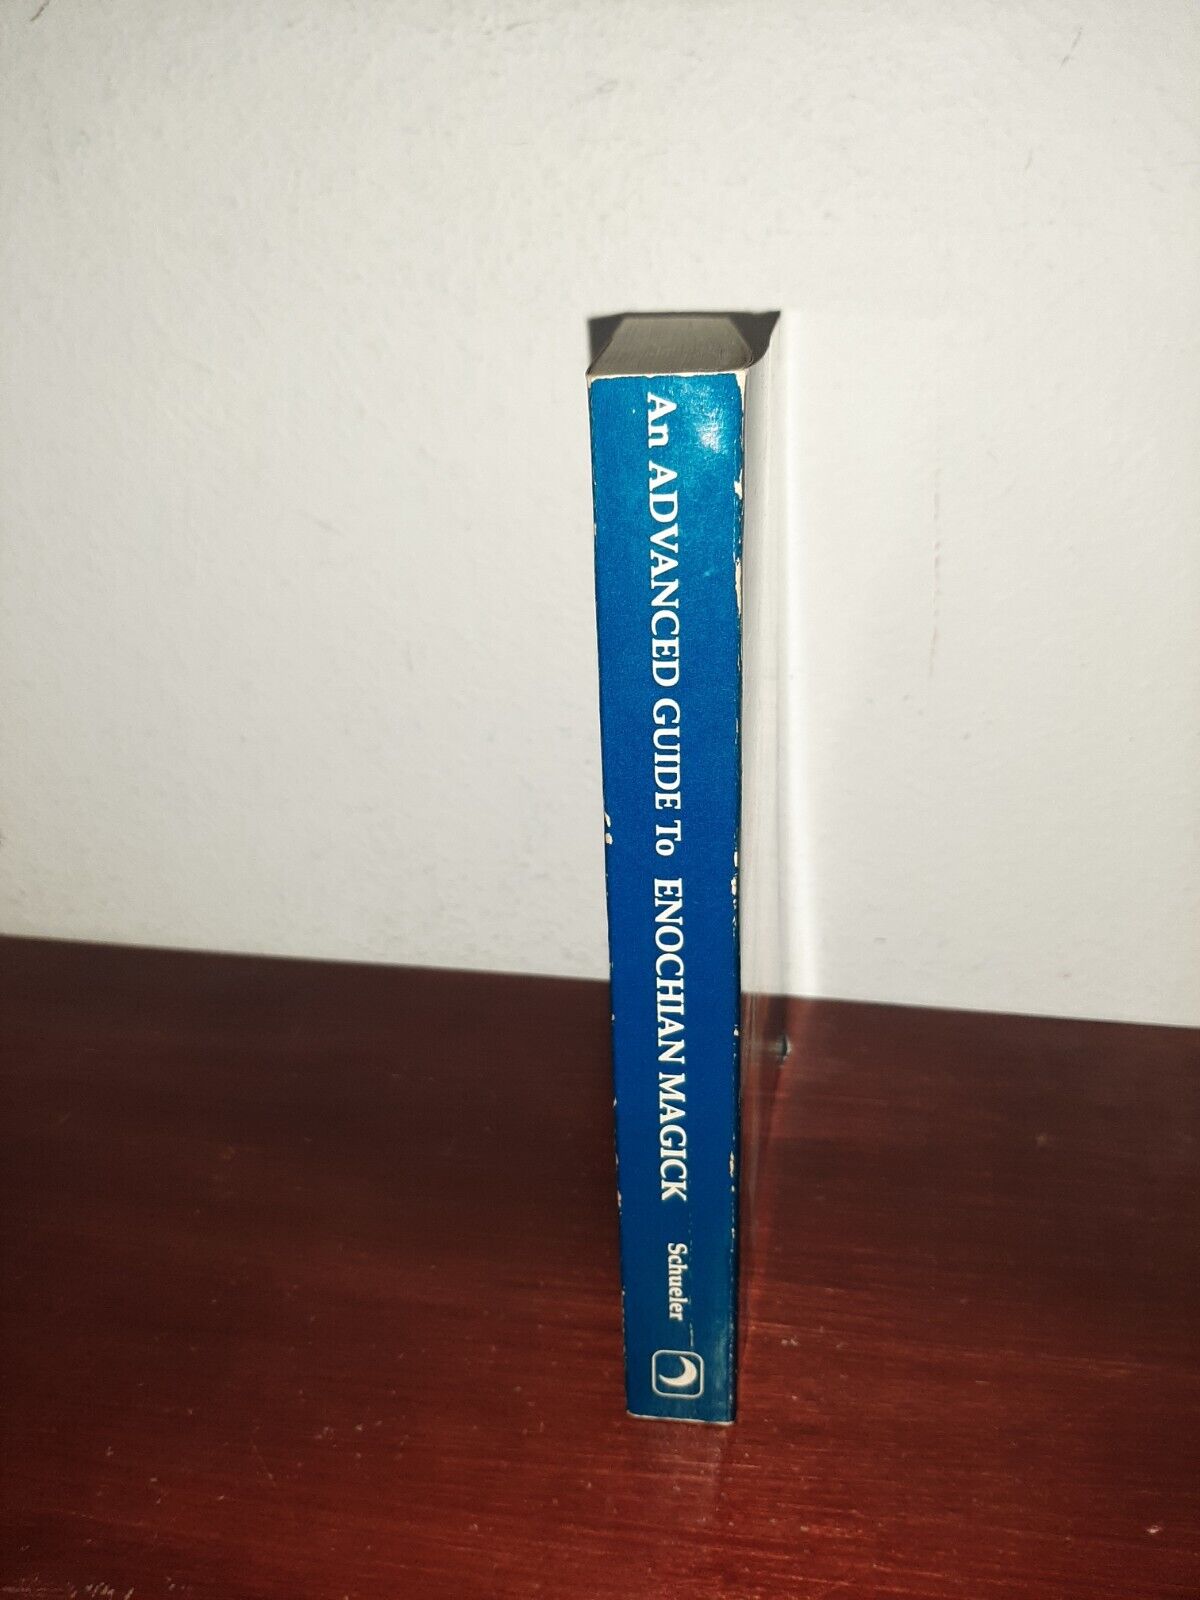 An ADVANCED GUIDE To ENOCHIAN MAGICK Schueler